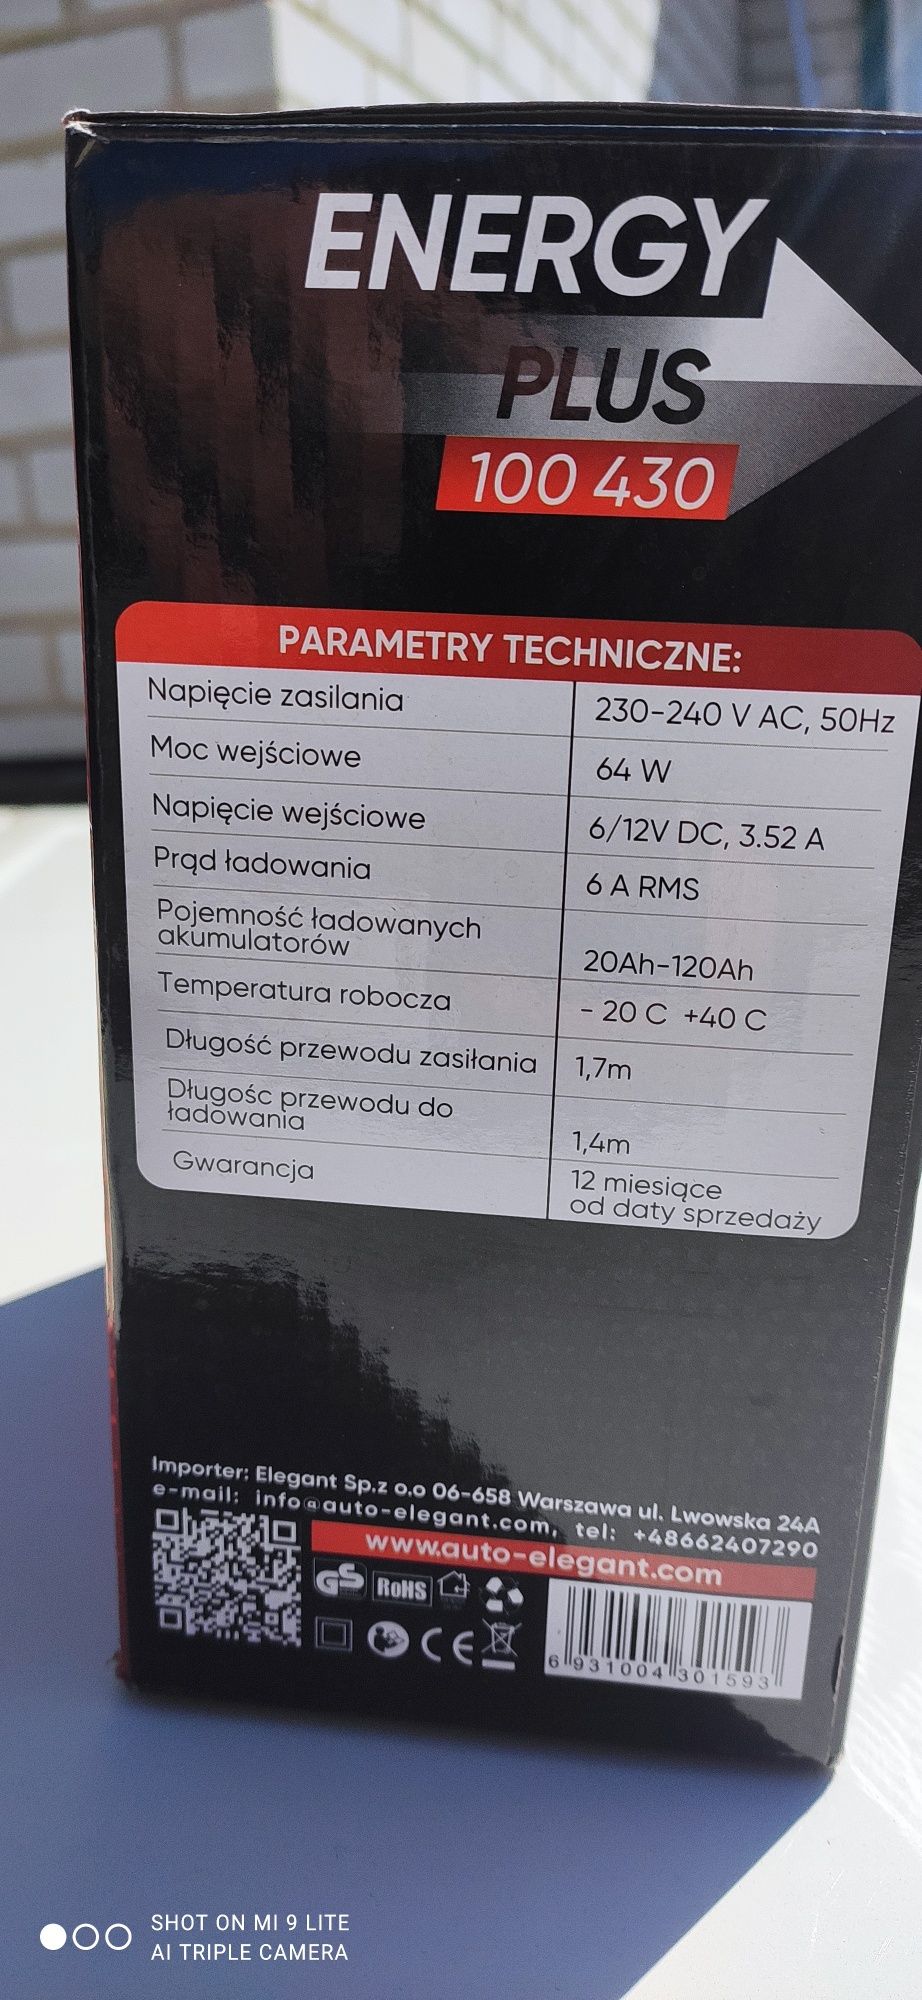 ENERGY
PLUS
100 430
PARAMETRY TECHNICZNE:
Napięcie zasilania 230-240 V AC, 50Hz
Moc wejściowe 64 W
Napięcie wejściowe 6/12V DC, 3.52 A
Prąd ładowania 6 A RMS
Pojemność ładowanych
akumulatorów 20Ah-120Ah
Temperatura robocza - 20 C +40 C
Długość przewodu zasiłania 1,7m
Długośc przewodu do
ładowania 1,4m
Gwarancja 12 miesiące
od daty sprzedaży
Importer: Elegant Sp.z o.o 06-658 Warszawa ul. Lwowska 24A
e-mail: info@auto-elegant.com, tel: +48662407290
www.auto-elegant.com
GS RoHS
CE
6 931004 301593
SHOT ON MI 9 LITE
AI TRIPLE CAMERA